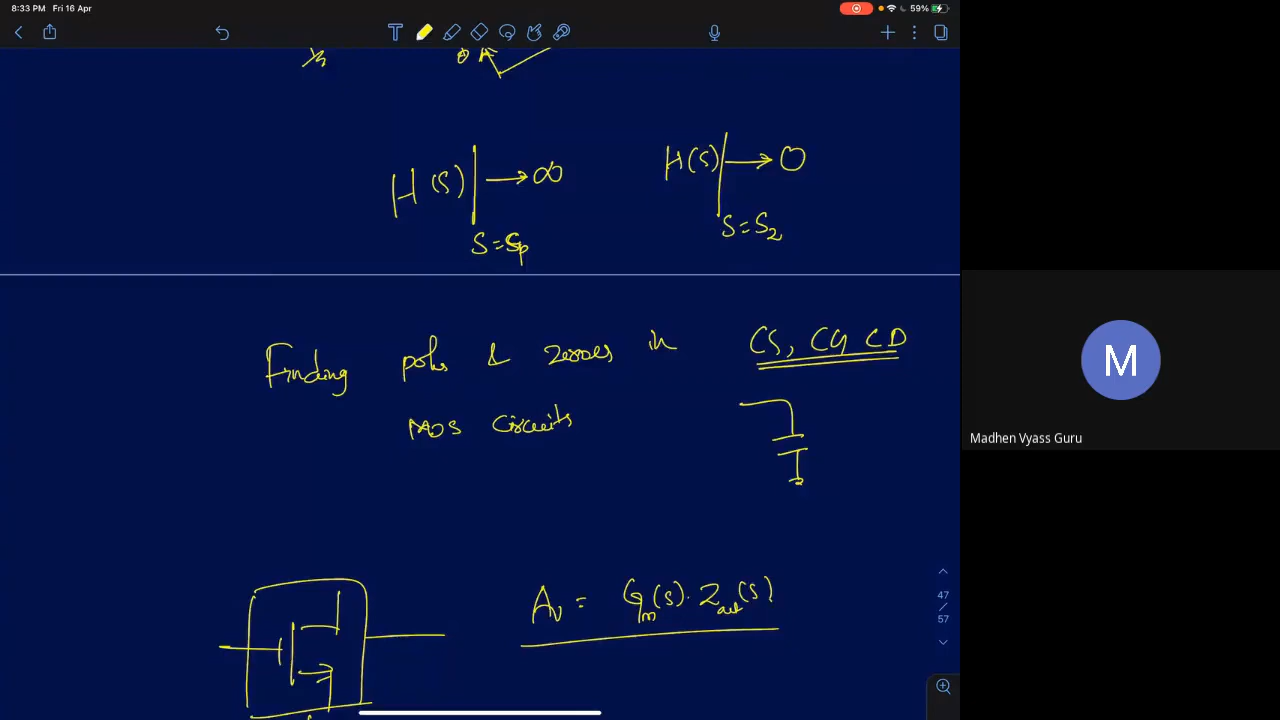 8:33 PM Fri 16 Apr
59%
H(S) → ∞
S=Sp
H(S) → 0
S=Sz
Finding poles & zeroes in CS, CG CD
MOS circuits
Av = Gm(s). Zout(s)
47
/
57
M
Madhen Vyass Guru